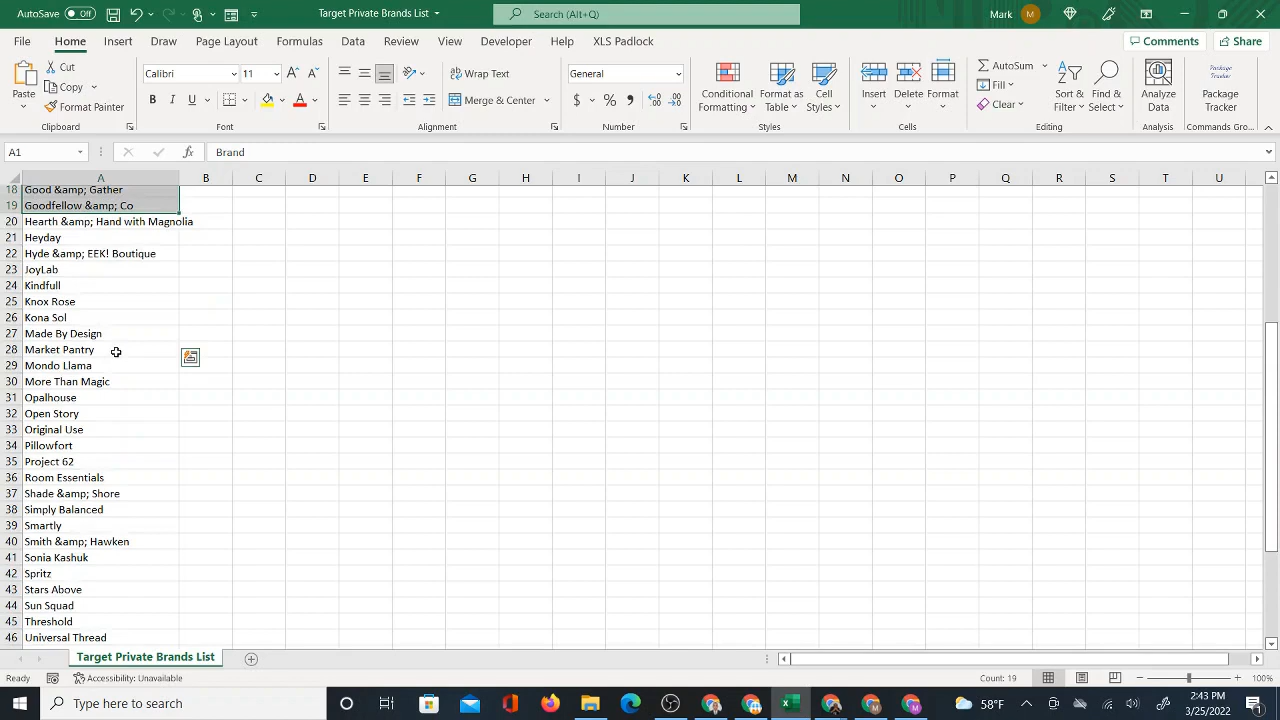 AutoSave Off Target Private Brands List Search (Alt+Q) Mark M
File Home Insert Draw Page Layout Formulas Data Review View Developer Help XLS Padlock Comments Share
Paste Cut Copy Format Painter Clipboard
Calibri 11 B I U Font
Wrap Text Merge & Center Alignment
General $ % Number
Conditional Formatting Format as Table Cell Styles Styles
Insert Delete Format Cells
AutoSum Fill Clear Sort & Filter Find & Select Editing
Analyze Data Analysis
Package Tracker Package Tracker Commands Gro...
A1 fx Brand
A B C D E F G H I J K L M N O P Q R S T U
18 Good &amp; Gather
19 Goodfellow &amp; Co
20 Hearth &amp; Hand with Magnolia
21 Heyday
22 Hyde &amp; EEK! Boutique
23 JoyLab
24 Kindfull
25 Knox Rose
26 Kona Sol
27 Made By Design
28 Market Pantry
29 Mondo Llama
30 More Than Magic
31 Opalhouse
32 Open Story
33 Original Use
34 Pillowfort
35 Project 62
36 Room Essentials
37 Shade &amp; Shore
38 Simply Balanced
39 Smartly
40 Smith &amp; Hawken
41 Sonia Kashuk
42 Spritz
43 Stars Above
44 Sun Squad
45 Threshold
46 Universal Thread
Target Private Brands List
Ready Accessibility: Unavailable Count: 19 100%
Type here to search 58°F 2:43 PM
3/25/2022